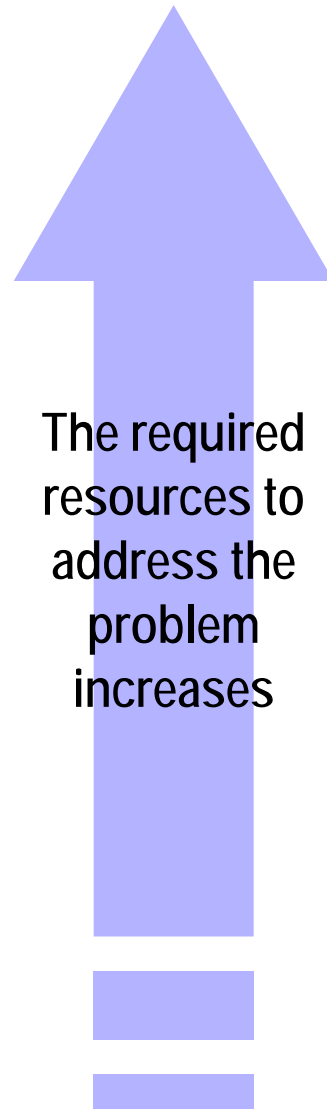 The required
resources to
address the
problem
increases